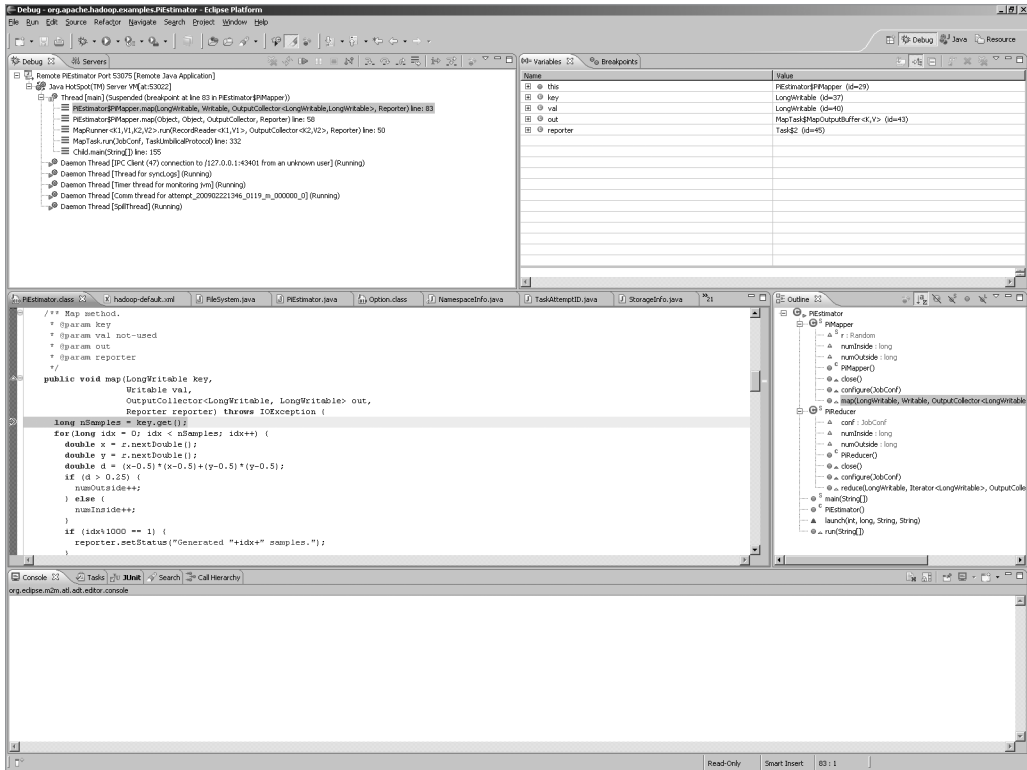 Debug - org.apache.hadoop.examples.PiEstimator - Eclipse Platform
File Edit Source Refactor Navigate Search Project Window Help
Debug Java Resource
Debug Servers
Remote PiEstimator Port 53075 [Remote Java Application]
Java HotSpot(TM) Server VM[at:53022]
Thread [main] (Suspended (breakpoint at line 83 in PiEstimator$PiMapper))
PiEstimator$PiMapper.map(LongWritable, Writable, OutputCollector<LongWritable,LongWritable>, Reporter) line: 83
PiEstimator$PiMapper.map(Object, Object, OutputCollector, Reporter) line: 58
MapRunner<K1,V1,K2,V2>.run(RecordReader<K1,V1>, OutputCollector<K2,V2>, Reporter) line: 50
MapTask.run(JobConf, TaskUmbilicalProtocol) line: 332
Child.main(String[]) line: 155
Daemon Thread [IPC Client (47) connection to /127.0.0.1:43401 from an unknown user] (Running)
Daemon Thread [Thread for syncLogs] (Running)
Daemon Thread [Timer thread for monitoring jvm] (Running)
Daemon Thread [Comm thread for attempt_200902221346_0119_m_000000_0] (Running)
Daemon Thread [SpillThread] (Running)
Variables Breakpoints
Name Value
this PiEstimator$PiMapper (id=29)
key LongWritable (id=37)
val LongWritable (id=40)
out MapTask$MapOutputBuffer<K,V> (id=43)
reporter Task$2 (id=45)
PiEstimator.class hadoop-default.xml FileSystem.java PiEstimator.java Option.class NamespaceInfo.java TaskAttemptID.java StorageInfo.java 21
/** Map method.
* @param key
* @param val not-used
* @param out
* @param reporter
*/
public void map(LongWritable key,
Writable val,
OutputCollector<LongWritable, LongWritable> out,
Reporter reporter) throws IOException {
long nSamples = key.get();
for(long idx = 0; idx < nSamples; idx++) {
double x = r.nextDouble();
double y = r.nextDouble();
double d = (x-0.5)*(x-0.5)+(y-0.5)*(y-0.5);
if (d > 0.25) {
numOutside++;
} else {
numInside++;
}
if (idx%1000 == 1) {
reporter.setStatus("Generated "+idx+" samples.");
}
Outline
PiEstimator
S PiMapper
S r : Random
numInside : long
numOutside : long
C PiMapper()
close()
configure(JobConf)
map(LongWritable, Writable, OutputCollector<LongWritable
S PiReducer
conf : JobConf
numInside : long
numOutside : long
C PiReducer()
close()
configure(JobConf)
reduce(LongWritable, Iterator<LongWritable>, OutputColle
S main(String[])
C PiEstimator()
launch(int, long, String, String)
run(String[])
Console Tasks JUnit Search Call Hierarchy
org.eclipse.m2m.atl.adt.editor.console
Read-Only Smart Insert 83 : 1